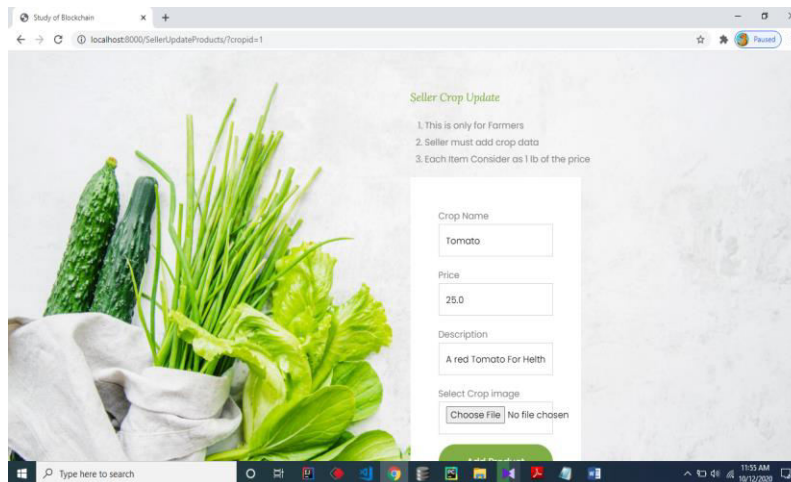 Study of Blockchain
localhost:8000/SellerUpdateProducts/?cropid=1
Paused
Seller Crop Update
1. This is only for Farmers
2. Seller must add crop data
3. Each Item Consider as 1 lb of the price
Crop Name
Tomato
Price
25.0
Description
A red Tomato For Helth
Select Crop image
Choose File No file chosen
Add Product
Type here to search
11:55 AM
10/12/2020